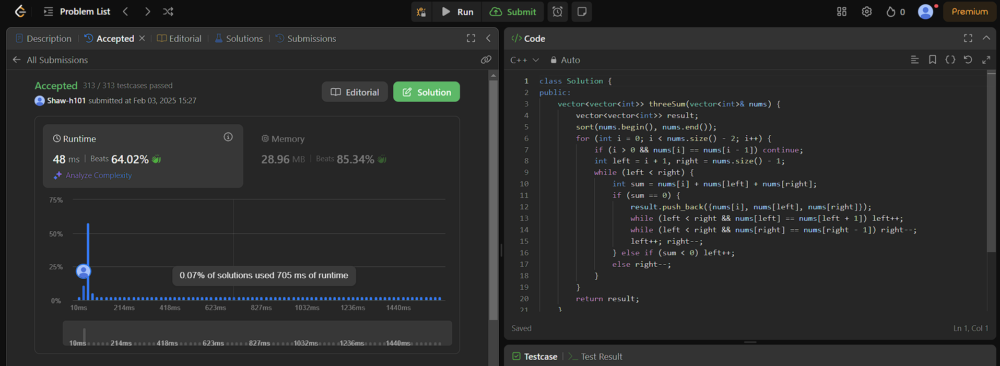 Problem List
Run
Submit
0
Premium
Description
Accepted
Editorial
Solutions
Submissions
All Submissions
Accepted 313 / 313 testcases passed
Shaw-h101 submitted at Feb 03, 2025 15:27
Editorial
Solution
Runtime
48 ms | Beats 64.02%
Analyze Complexity
Memory
28.96 MB | Beats 85.34%
75%
50%
25%
0%
0.07% of solutions used 705 ms of runtime
10ms 214ms 418ms 623ms 827ms 1032ms 1236ms 1440ms
10ms 214ms 418ms 623ms 827ms 1032ms 1236ms 1440ms
</> Code
C++ Auto
1 class Solution {
2 public:
3     vector<vector<int>> threeSum(vector<int>& nums) {
4         vector<vector<int>> result;
5         sort(nums.begin(), nums.end());
6         for (int i = 0; i < nums.size() - 2; i++) {
7             if (i > 0 && nums[i] == nums[i - 1]) continue;
8             int left = i + 1, right = nums.size() - 1;
9             while (left < right) {
10                 int sum = nums[i] + nums[left] + nums[right];
11                 if (sum == 0) {
12                     result.push_back({nums[i], nums[left], nums[right]});
13                     while (left < right && nums[left] == nums[left + 1]) left++;
14                     while (left < right && nums[right] == nums[right - 1]) right--;
15                     left++; right--;
16                 } else if (sum < 0) left++;
17                 else right--;
18             }
19         }
20         return result;
21     }
Saved
Ln 1, Col 1
Testcase
>_ Test Result